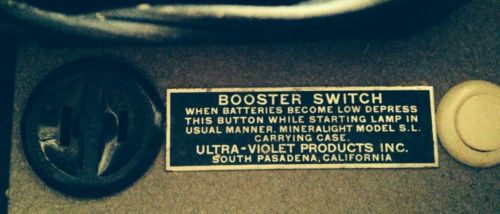 BOOSTER SWITCH
WHEN BATTERIES BECOME LOW DEPRESS
THIS BUTTON WHILE STARTING LAMP IN
USUAL MANNER. MINERALIGHT MODEL S.L.
CARRYING CASE.
ULTRA-VIOLET PRODUCTS INC.
SOUTH PASADENA, CALIFORNIA